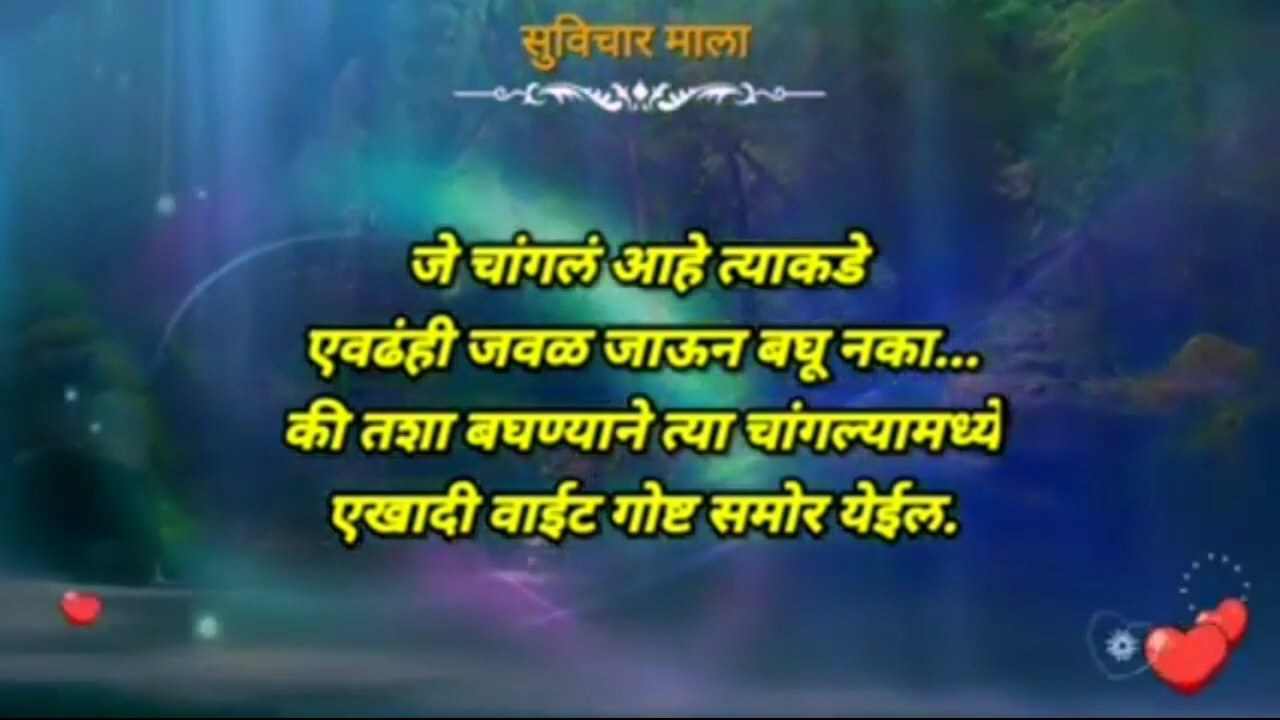 सुविचार माला
जे चांगलं आहे त्याकडे
एवढंही जवळ जाऊन बघू नका...
की तशा बघण्याने त्या चांगल्यामध्ये
एखादी वाईट गोष्ट समोर येईल.